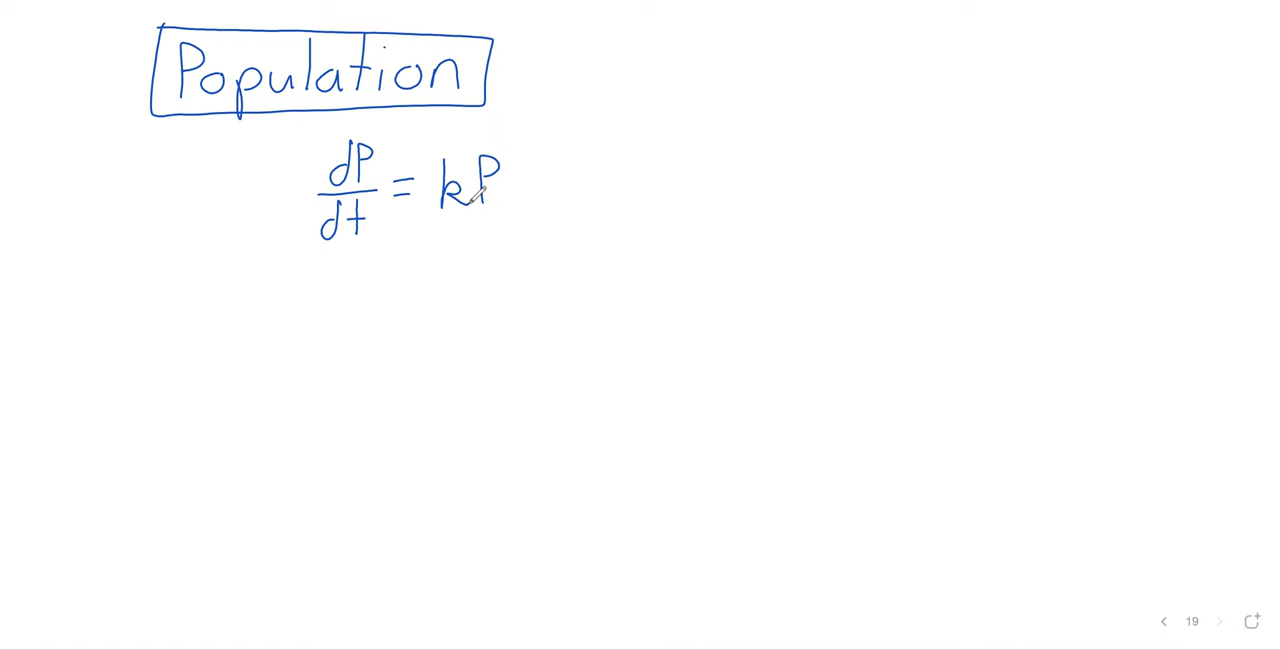 Population
dP/dt = kP
19